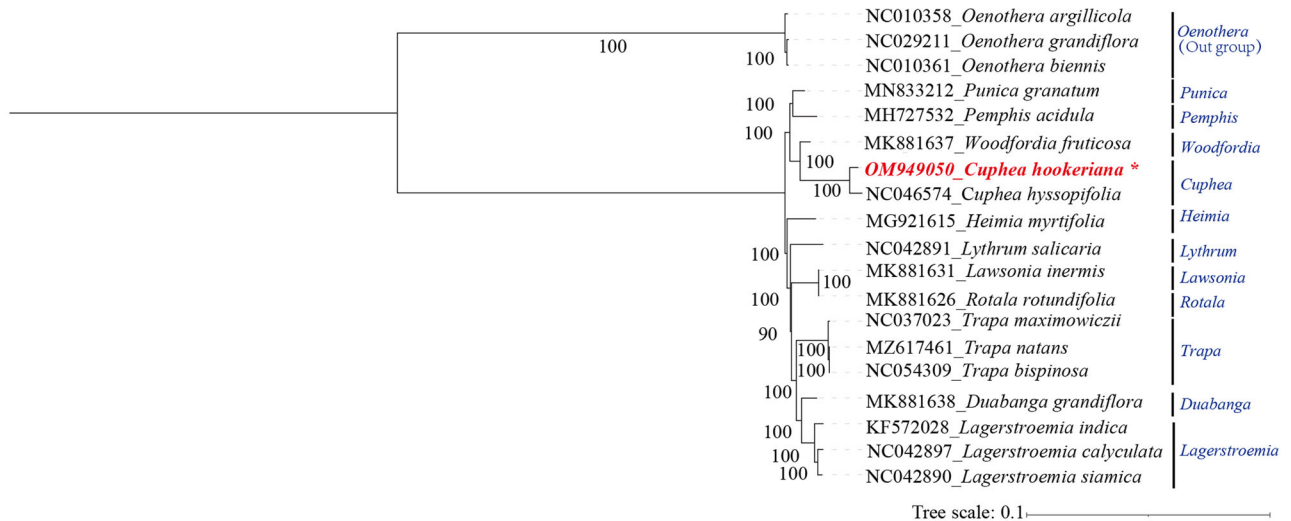 NC010358_Oenothera argillicola
NC029211_Oenothera grandiflora
NC010361_Oenothera biennis
Oenothera
(Out group)
100
100
MN833212_Punica granatum
Punica
100
MH727532_Pemphis acidula
Pemphis
100
MK881637_Woodfordia fruticosa
Woodfordia
100
OM949050_Cuphea hookeriana *
100
NC046574_Cuphea hyssopifolia
Cuphea
MG921615_Heimia myrtifolia
Heimia
100
NC042891_Lythrum salicaria
Lythrum
MK881631_Lawsonia inermis
Lawsonia
100
100
MK881626_Rotala rotundifolia
Rotala
90
NC037023_Trapa maximowiczii
100
MZ617461_Trapa natans
Trapa
100
NC054309_Trapa bispinosa
100
MK881638_Duabanga grandiflora
Duabanga
100
KF572028_Lagerstroemia indica
100
NC042897_Lagerstroemia calyculata
Lagerstroemia
100
NC042890_Lagerstroemia siamica
Tree scale: 0.1